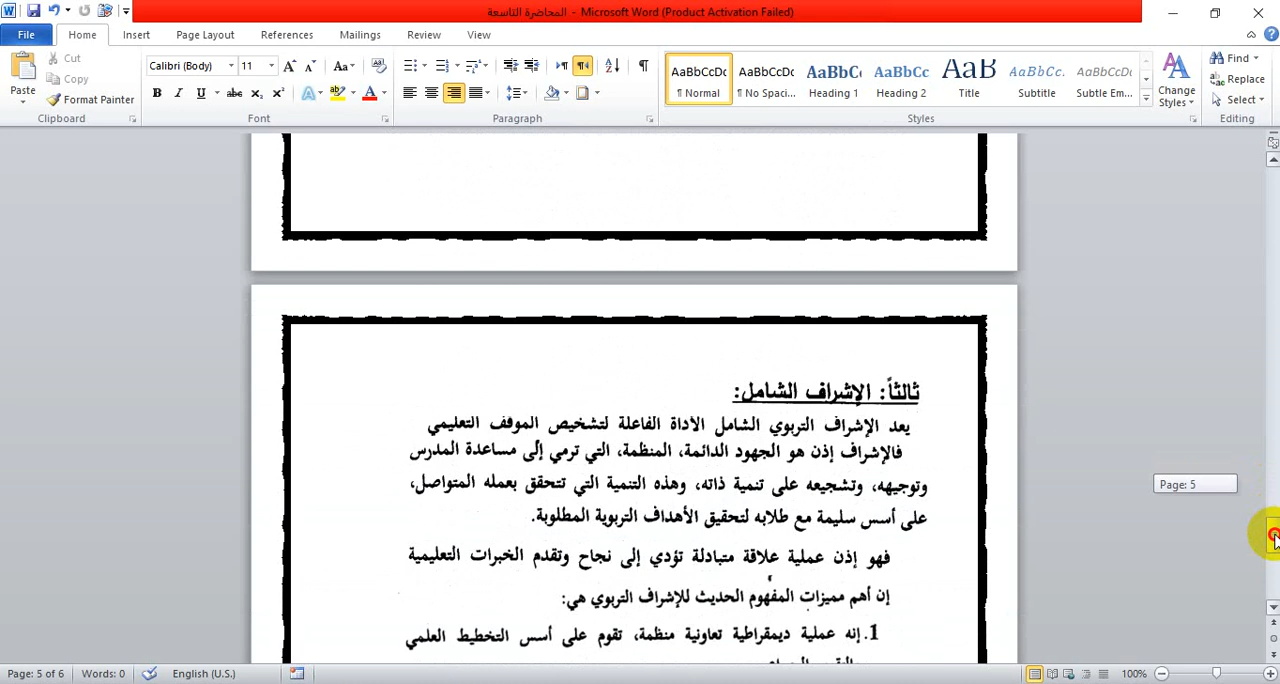 المحاضرة التاسعة - Microsoft Word (Product Activation Failed)
File Home Insert Page Layout References Mailings Review View
Cut
Copy
Format Painter
Paste
Clipboard
Calibri (Body) 11
Font
Paragraph
AaBbCcDc AaBbCcDc AaBbC AaBbCc AaB AaBbCc. AaBbCcDc
¶ Normal ¶ No Spaci... Heading 1 Heading 2 Title Subtitle Subtle Em...
Styles
Change Styles
Find
Replace
Select
Editing
ثالثاً: الإشراف الشامل:
يعد الإشراف التربوي الشامل الأداة الفاعلة لتشخيص الموقف التعليمي
فالإشراف إذن هو الجهود الدائمة، المنظمة، التي ترمي إلى مساعدة المدرس
وتوجيهه، وتشجيعه على تنمية ذاته، وهذه التنمية التي تتحقق بعمله المتواصل،
على أسس سليمة مع طلابه لتحقيق الأهداف التربوية المطلوبة.
فهو إذن عملية علاقة متبادلة تؤدي إلى نجاح وتقدم الخبرات التعليمية
إن أهم مميزات المفهوم الحديث للإشراف التربوي هي:
1. إنه عملية ديمقراطية تعاونية منظمة، تقوم على أسس التخطيط العلمي
Page: 5
Page: 5 of 6 Words: 0 English (U.S.) 100%